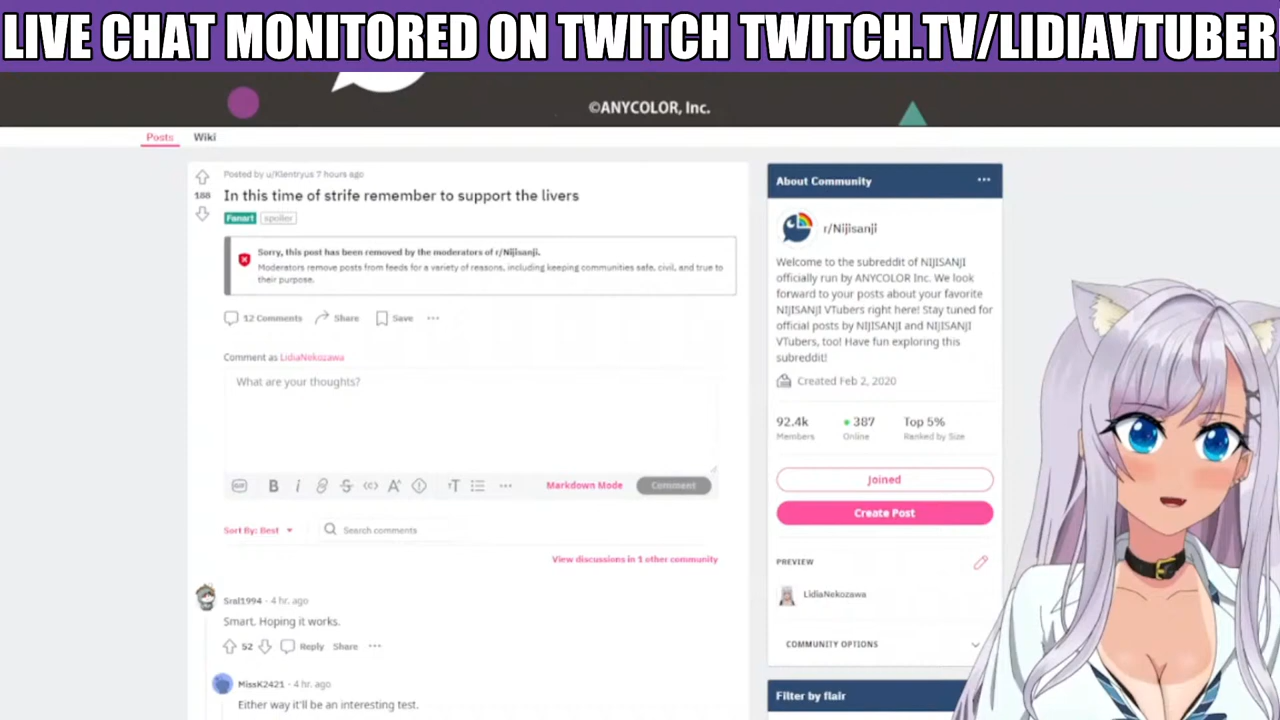 LIVE CHAT MONITORED ON TWITCH TWITCH.TV/LIDIAVTUBER
©ANYCOLOR, Inc.
Posts Wiki
Posted by u/Klentryus 7 hours ago
188
In this time of strife remember to support the livers
Fanart spoiler
Sorry, this post has been removed by the moderators of r/Nijisanji.
Moderators remove posts from feeds for a variety of reasons, including keeping communities safe, civil, and true to
their purpose.
12 Comments Share Save
Comment as LidiaNekozawa
What are your thoughts?
Markdown Mode Comment
Sort By: Best Search comments
View discussions in 1 other community
Sral1994 · 4 hr. ago
Smart. Hoping it works.
52 Reply Share
MissK2421 · 4 hr. ago
Either way it'll be an interesting test.
About Community
r/Nijisanji
Welcome to the subreddit of NIJISANJI
officially run by ANYCOLOR Inc. We look
forward to your posts about your favorite
NIJISANJI VTubers right here! Stay tuned for
official posts by NIJISANJI and NIJISANJI
VTubers, too! Have fun exploring this
subreddit!
Created Feb 2, 2020
92.4k 387 Top 5%
Members Online Ranked by Size
Joined
Create Post
PREVIEW
LidiaNekozawa
COMMUNITY OPTIONS
Filter by flair